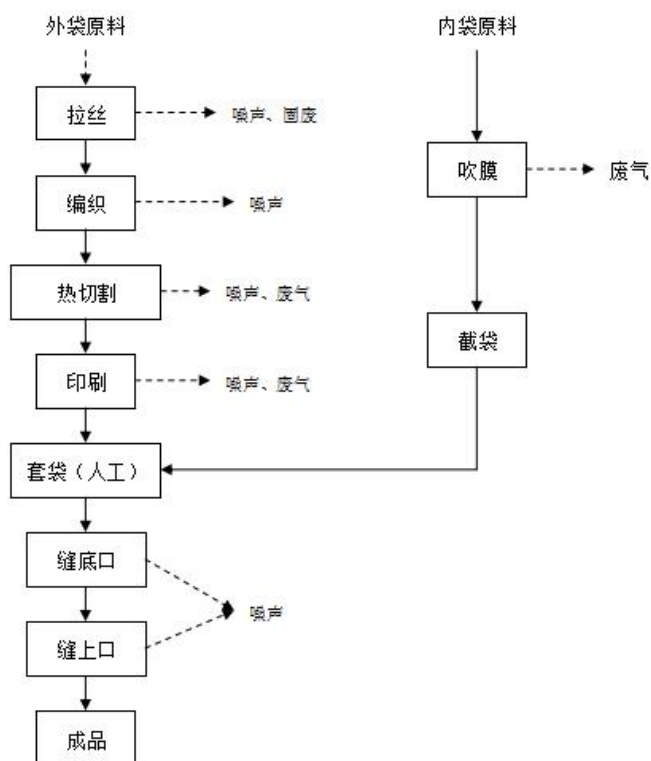 外袋原料
内袋原料
拉丝
噪声、固废
吹膜
废气
编织
噪声
热切割
噪声、废气
截袋
印刷
噪声、废气
套袋（人工）
缝底口
噪声
缝上口
成品